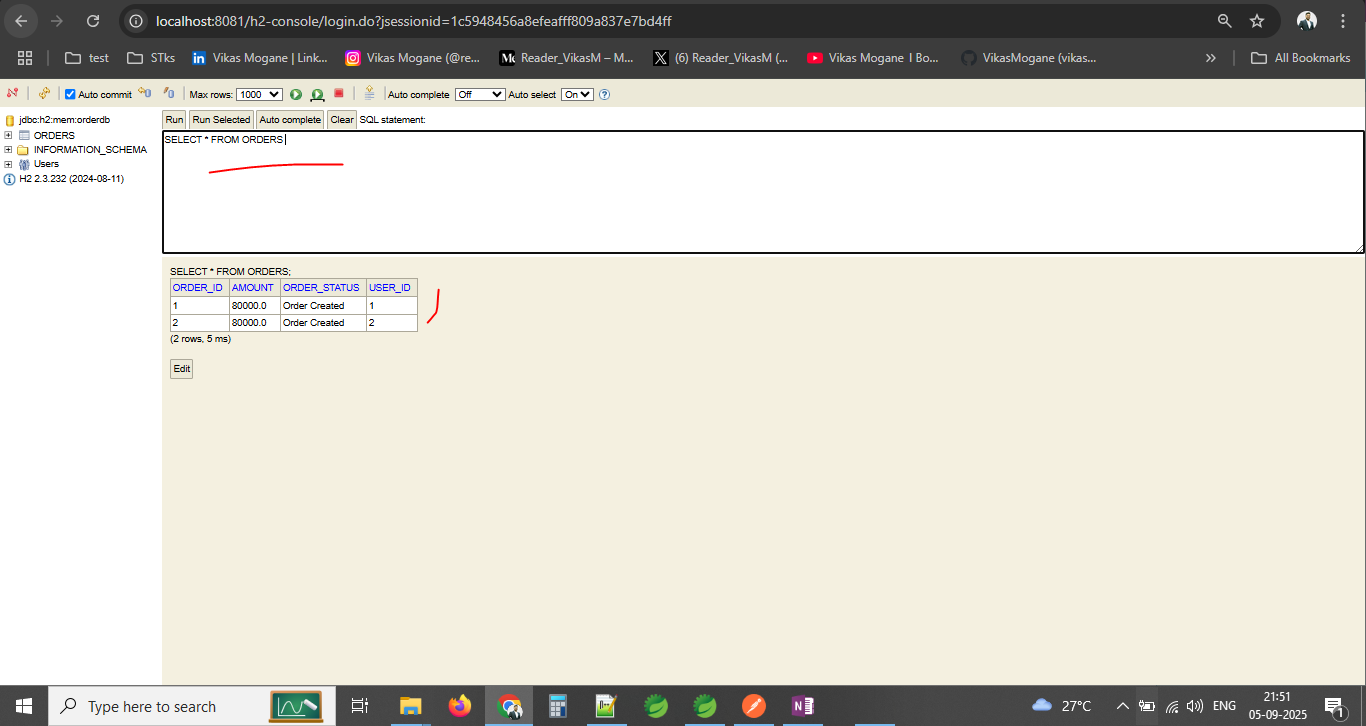 localhost:8081/h2-console/login.do?jsessionid=1c5948456a8efeafff809a837e7bd4ff
test STks Vikas Mogane | Link... Vikas Mogane (@re... Reader_VikasM – M... (6) Reader_VikasM (... Vikas Mogane I Bo... VikasMogane (vikas... » All Bookmarks
Auto commit Max rows: 1000 Auto complete Off Auto select On
jdbc:h2:mem:orderdb
ORDERS
INFORMATION_SCHEMA
Users
H2 2.3.232 (2024-08-11)
Run Run Selected Auto complete Clear SQL statement:
SELECT * FROM ORDERS
SELECT * FROM ORDERS;
ORDER_ID AMOUNT ORDER_STATUS USER_ID
1 80000.0 Order Created 1
2 80000.0 Order Created 2
(2 rows, 5 ms)
Edit
Type here to search
27°C ENG 21:51
05-09-2025
1